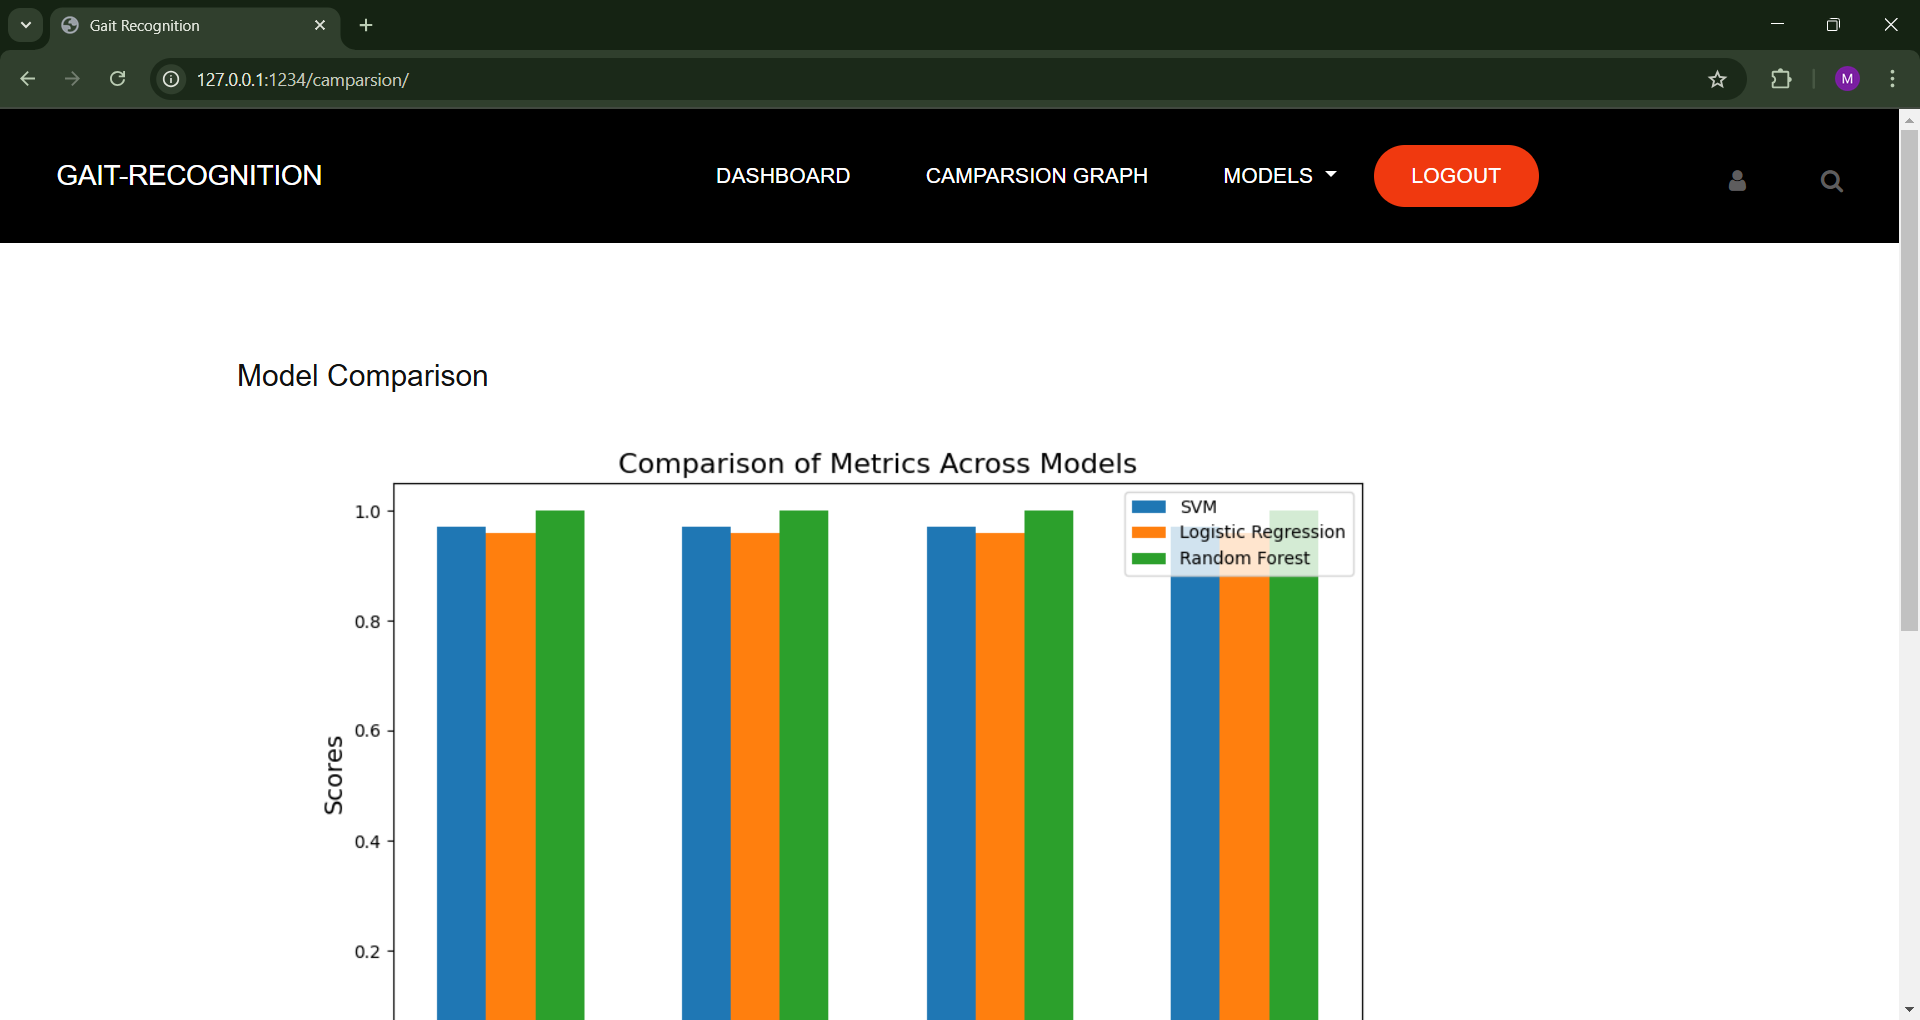 Gait Recognition
127.0.0.1:1234/camparsion/
M
GAIT-RECOGNITION
DASHBOARD
CAMPARSION GRAPH
MODELS
LOGOUT
Model Comparison
Comparison of Metrics Across Models
SVM
Logistic Regression
Random Forest
1.0
0.8
0.6
0.4
0.2
Scores